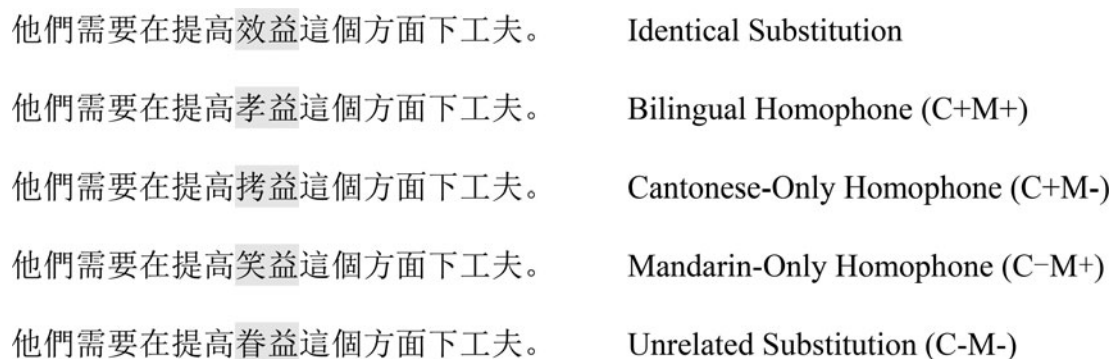 他們需要在提高效益這個方面下工夫。 Identical Substitution
他們需要在提高孝益這個方面下工夫。 Bilingual Homophone (C+M+)
他們需要在提高拷益這個方面下工夫。 Cantonese-Only Homophone (C+M-)
他們需要在提高笑益這個方面下工夫。 Mandarin-Only Homophone (C−M+)
他們需要在提高眷益這個方面下工夫。 Unrelated Substitution (C-M-)